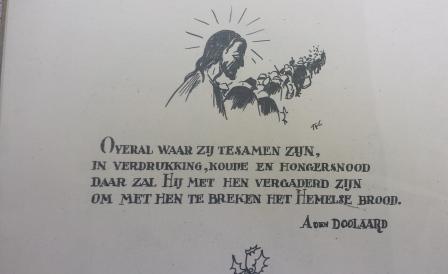 Overal waar zij tesamen zijn,
in verdrukking, koude en hongersnood
daar zal Hij met hen vergaderd zijn
om met hen te breken het Hemelse brood.
A den Doolaard